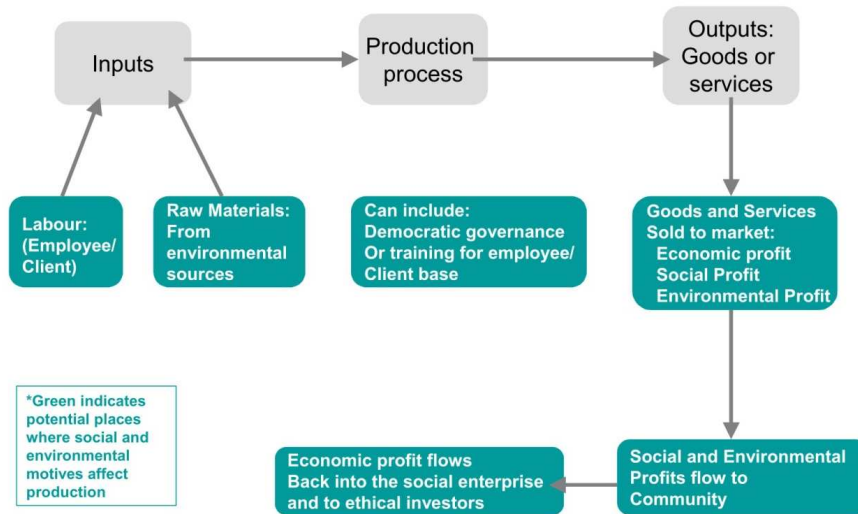 Inputs
Production
process
Outputs:
Goods or
services
Labour:
(Employee/
Client)
Raw Materials:
From
environmental
sources
Can include:
Democratic governance
Or training for employee/
Client base
Goods and Services
Sold to market:
Economic profit
Social Profit
Environmental Profit
*Green indicates
potential places
where social and
environmental
motives affect
production
Economic profit flows
Back into the social enterprise
and to ethical investors
Social and Environmental
Profits flow to
Community